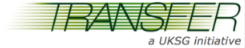 TRANSFER
a UKSG initiative